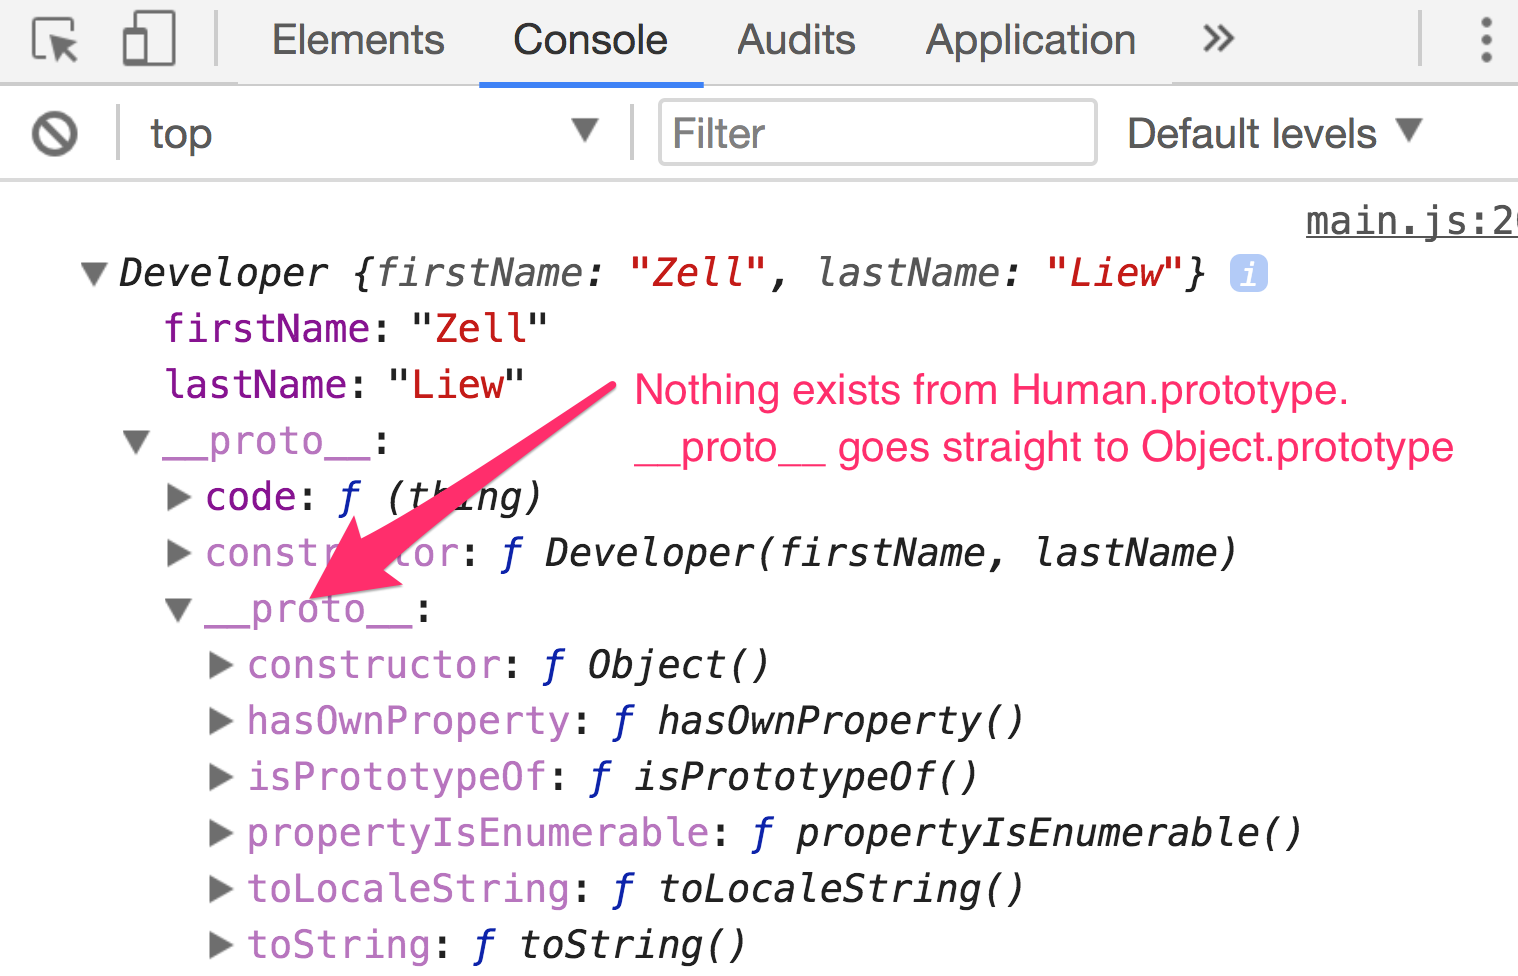 Elements Console Audits Application »
top Filter Default levels
main.js:20
Developer {firstName: "Zell", lastName: "Liew"} i
firstName: "Zell"
lastName: "Liew"
Nothing exists from Human.prototype.
__proto__ goes straight to Object.prototype
__proto__:
code: ƒ (thing)
constructor: ƒ Developer(firstName, lastName)
__proto__:
constructor: ƒ Object()
hasOwnProperty: ƒ hasOwnProperty()
isPrototypeOf: ƒ isPrototypeOf()
propertyIsEnumerable: ƒ propertyIsEnumerable()
toLocaleString: ƒ toLocaleString()
toString: ƒ toString()